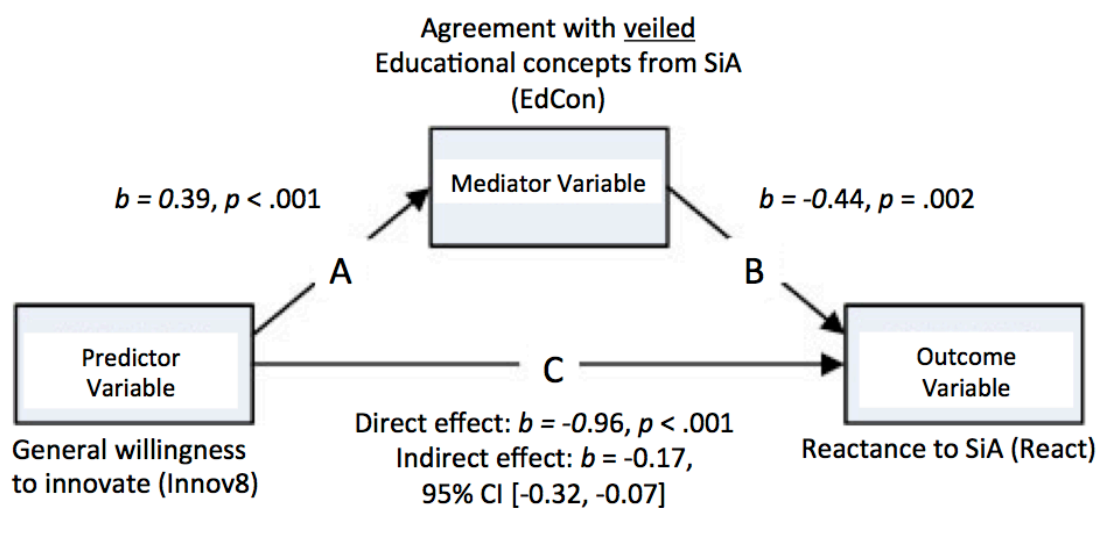 Agreement with veiled
Educational concepts from SiA
(EdCon)
Mediator Variable
b = 0.39, p < .001
b = -0.44, p = .002
A
B
Predictor
Variable
C
Outcome
Variable
Direct effect: b = -0.96, p < .001
Indirect effect: b = -0.17,
95% CI [-0.32, -0.07]
General willingness
to innovate (Innov8)
Reactance to SiA (React)